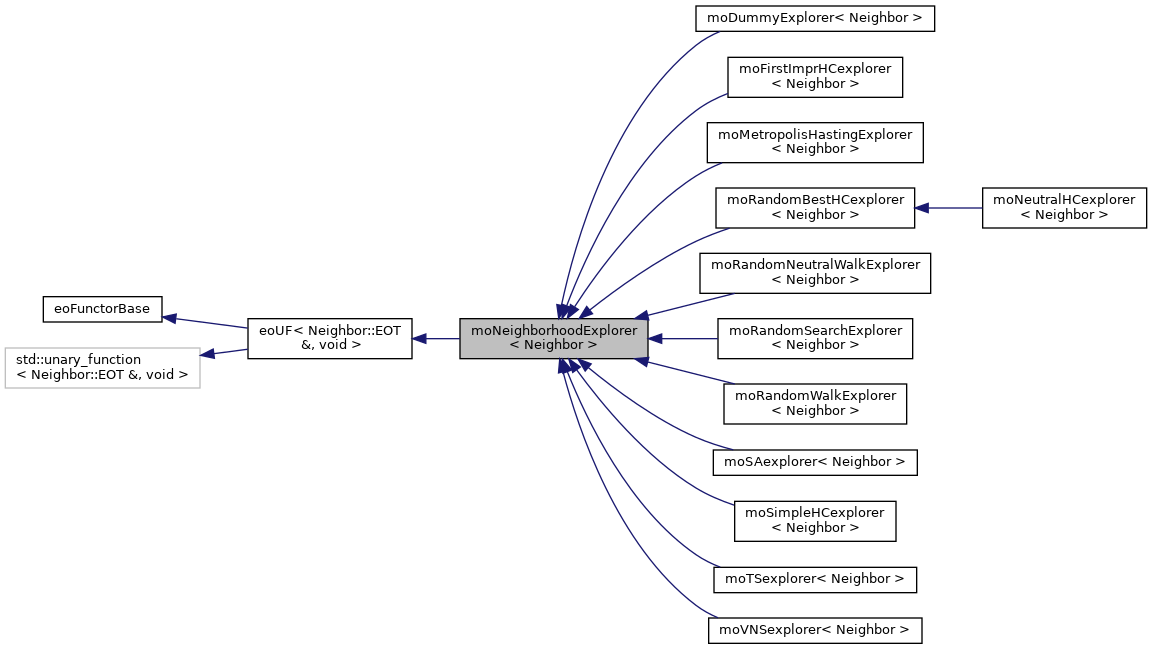 moDummyExplorer< Neighbor >
moFirstImprHCexplorer
< Neighbor >
moMetropolisHastingExplorer
< Neighbor >
moRandomBestHCexplorer
< Neighbor >
moNeutralHCexplorer
< Neighbor >
moRandomNeutralWalkExplorer
< Neighbor >
eoFunctorBase
eoUF< Neighbor::EOT
&, void >
moNeighborhoodExplorer
< Neighbor >
moRandomSearchExplorer
< Neighbor >
std::unary_function
< Neighbor::EOT &, void >
moRandomWalkExplorer
< Neighbor >
moSAexplorer< Neighbor >
moSimpleHCexplorer
< Neighbor >
moTSexplorer< Neighbor >
moVNSexplorer< Neighbor >